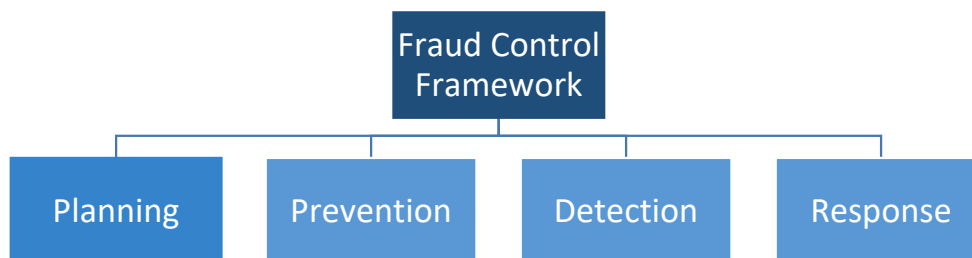 Fraud Control
Framework
Planning
Prevention
Detection
Response